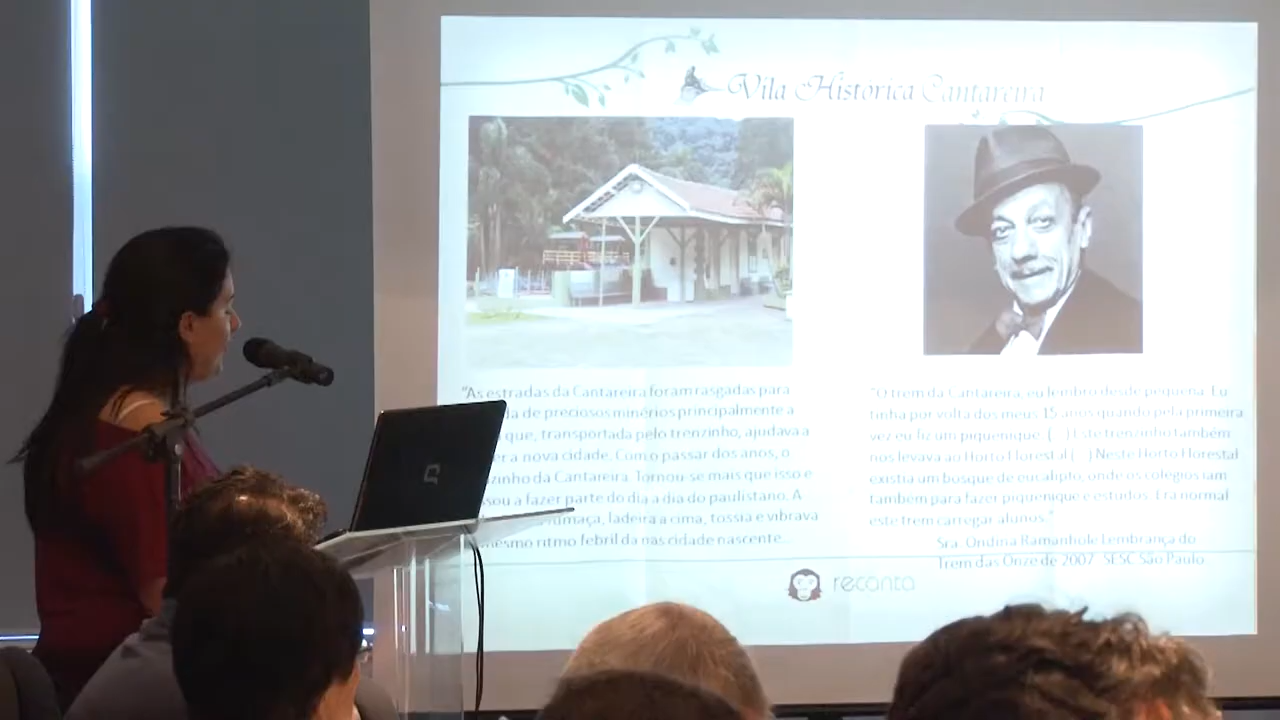 Vila Histórica Cantareira
"As estradas da Cantareira foram rasgadas para
de preciosos minérios principalmente a
que, transportada pelo trenzinho, ajudava a
a nova cidade. Com o passar dos anos, o
zinho da Cantareira. Tornou-se mais que isso e
sou a fazer parte do dia a dia do paulistano. A
umaça, ladeira a cima, tossia e vibrava
mesmo ritmo febril da nas cidade nascente...
"O trem da Cantareira, eu lembro desde pequena. Eu
tinha por volta dos meus 15 anos quando pela primeira
vez eu fiz um piquenique. (...) Este trenzinho também
nos levava ao Horto Florestal (...) Neste Horto Florestal
existia um bosque de eucalipto, onde os colégios iam
também para fazer piquenique e estudos. Era normal
este trem carregar alunos."
Sra. Ondina Ramanhole Lembrança do
Trem das Onze de 2007 SESC São Paulo
recanta